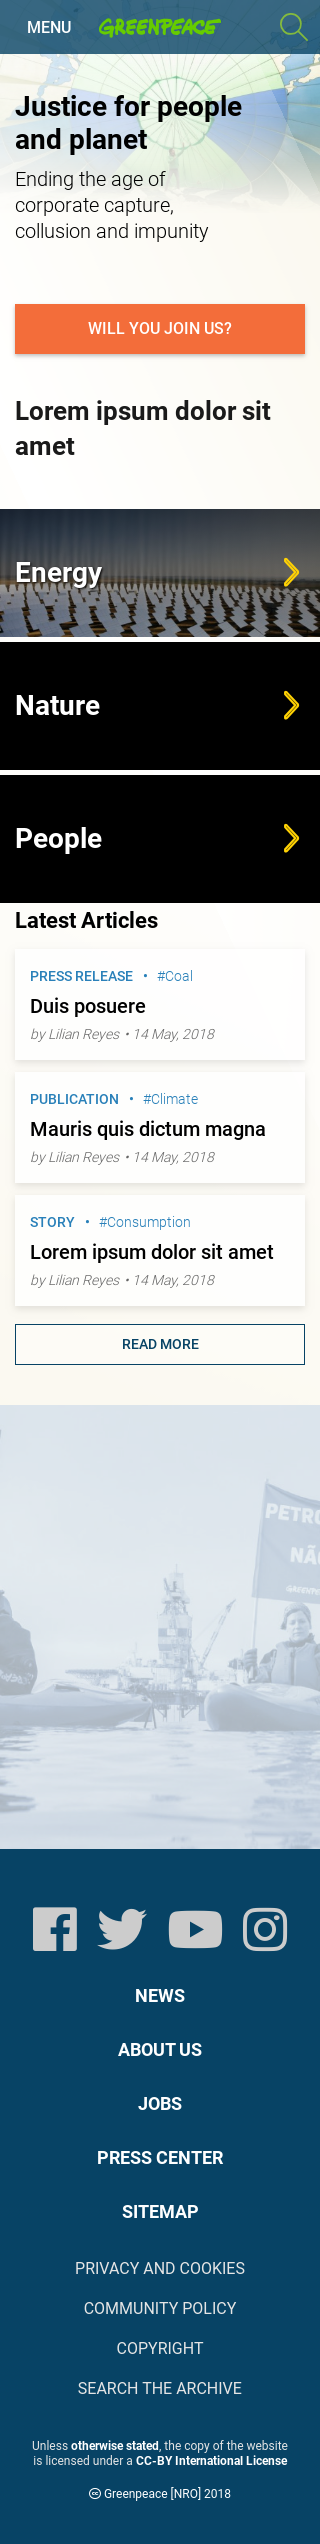 MENU GREENPEACE
Justice for people
and planet
Ending the age of
corporate capture,
collusion and impunity
WILL YOU JOIN US?
Lorem ipsum dolor sit
amet
Energy
Nature
People
Latest Articles
PRESS RELEASE • #Coal
Duis posuere
by Lilian Reyes • 14 May, 2018
PUBLICATION • #Climate
Mauris quis dictum magna
by Lilian Reyes • 14 May, 2018
STORY • #Consumption
Lorem ipsum dolor sit amet
by Lilian Reyes • 14 May, 2018
READ MORE
PETRO
NÃO
GREENPEACE
NEWS
ABOUT US
JOBS
PRESS CENTER
SITEMAP
PRIVACY AND COOKIES
COMMUNITY POLICY
COPYRIGHT
SEARCH THE ARCHIVE
Unless otherwise stated, the copy of the website
is licensed under a CC-BY International License
🅭 Greenpeace [NRO] 2018